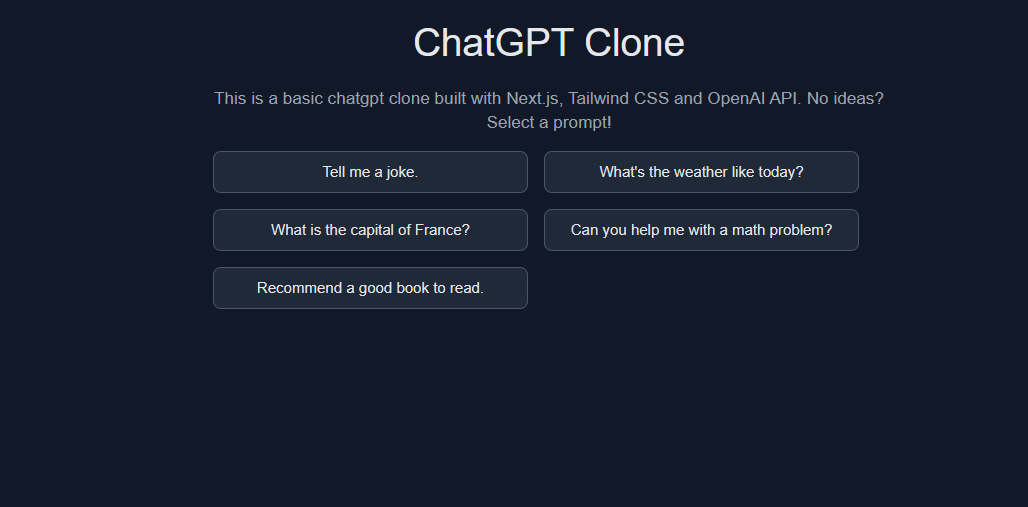 ChatGPT Clone
This is a basic chatgpt clone built with Next.js, Tailwind CSS and OpenAI API. No ideas?
Select a prompt!
Tell me a joke.
What's the weather like today?
What is the capital of France?
Can you help me with a math problem?
Recommend a good book to read.